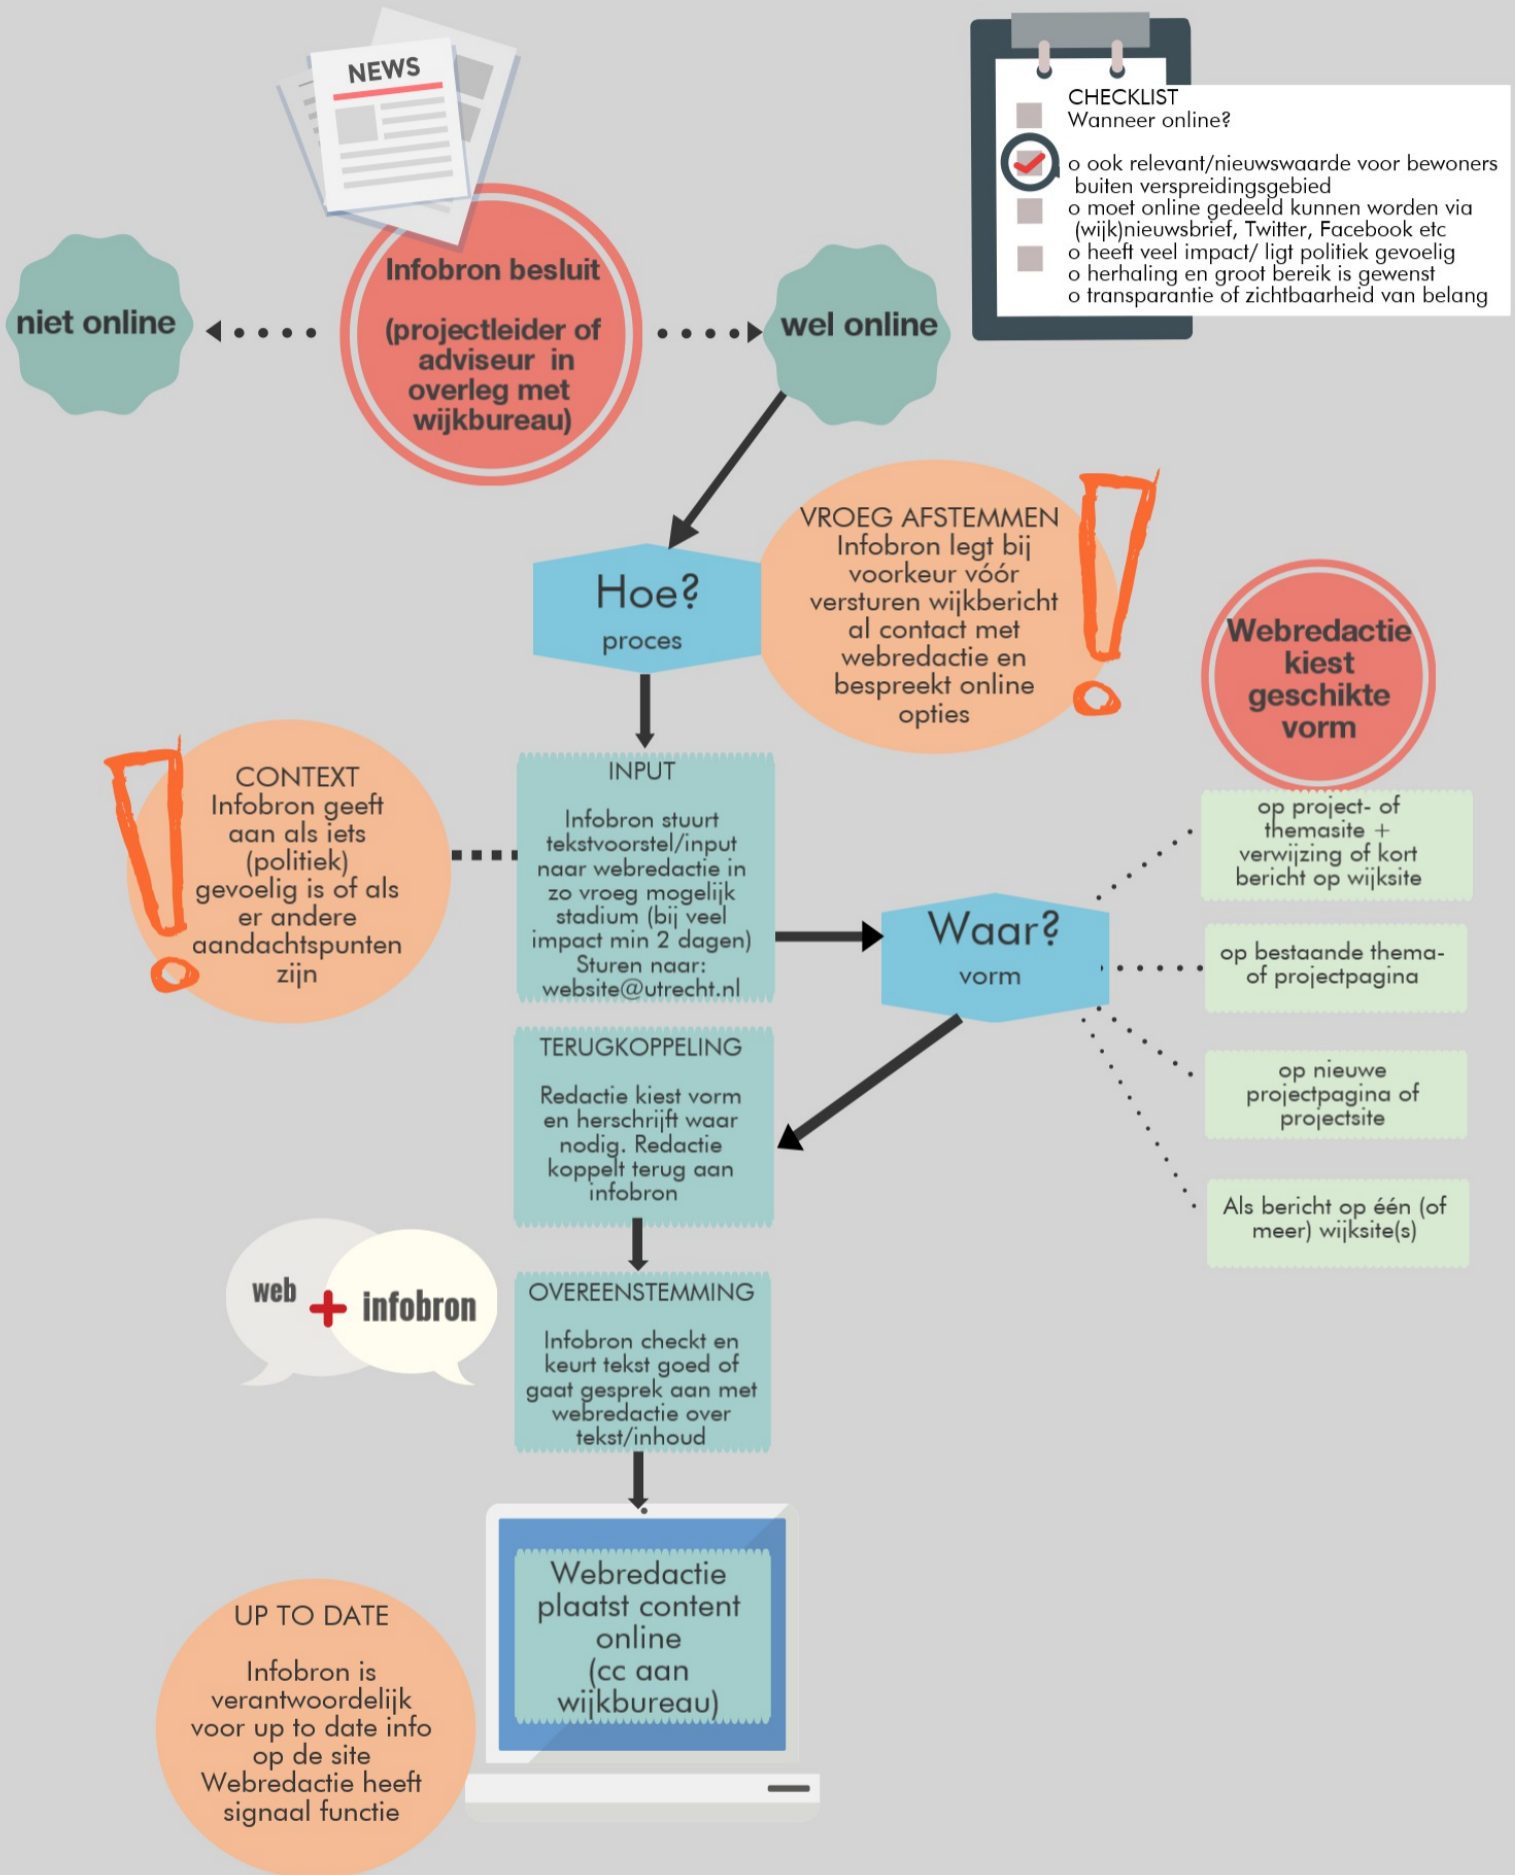 NEWS
CHECKLIST
Wanneer online?
o ook relevant/nieuwswaarde voor bewoners
buiten verspreidingsgebied
o moet online gedeeld kunnen worden via
(wijk)nieuwsbrief, Twitter, Facebook etc
o heeft veel impact/ ligt politiek gevoelig
o herhaling en groot bereik is gewenst
o transparantie of zichtbaarheid van belang
niet online
Infobron besluit
(projectleider of
adviseur in
overleg met
wijkbureau)
wel online
Hoe?
proces
VROEG AFSTEMMEN
Infobron legt bij
voorkeur vóór
versturen wijkbericht
al contact met
webredactie en
bespreekt online
opties
Webredactie
kiest
geschikte
vorm
CONTEXT
Infobron geeft
aan als iets
(politiek)
gevoelig is of als
er andere
aandachtspunten
zijn
INPUT
Infobron stuurt
tekstvoorstel/input
naar webredactie in
zo vroeg mogelijk
stadium (bij veel
impact min 2 dagen)
Sturen naar:
website@utrecht.nl
Waar?
vorm
op project- of
themasite +
verwijzing of kort
bericht op wijksite
op bestaande thema-
of projectpagina
op nieuwe
projectpagina of
projectsite
Als bericht op één (of
meer) wijksite(s)
TERUGKOPPELING
Redactie kiest vorm
en herschrijft waar
nodig. Redactie
koppelt terug aan
infobron
web + infobron
OVEREENSTEMMING
Infobron checkt en
keurt tekst goed of
gaat gesprek aan met
webredactie over
tekst/inhoud
Webredactie
plaatst content
online
(cc aan
wijkbureau)
UP TO DATE
Infobron is
verantwoordelijk
voor up to date info
op de site
Webredactie heeft
signaal functie